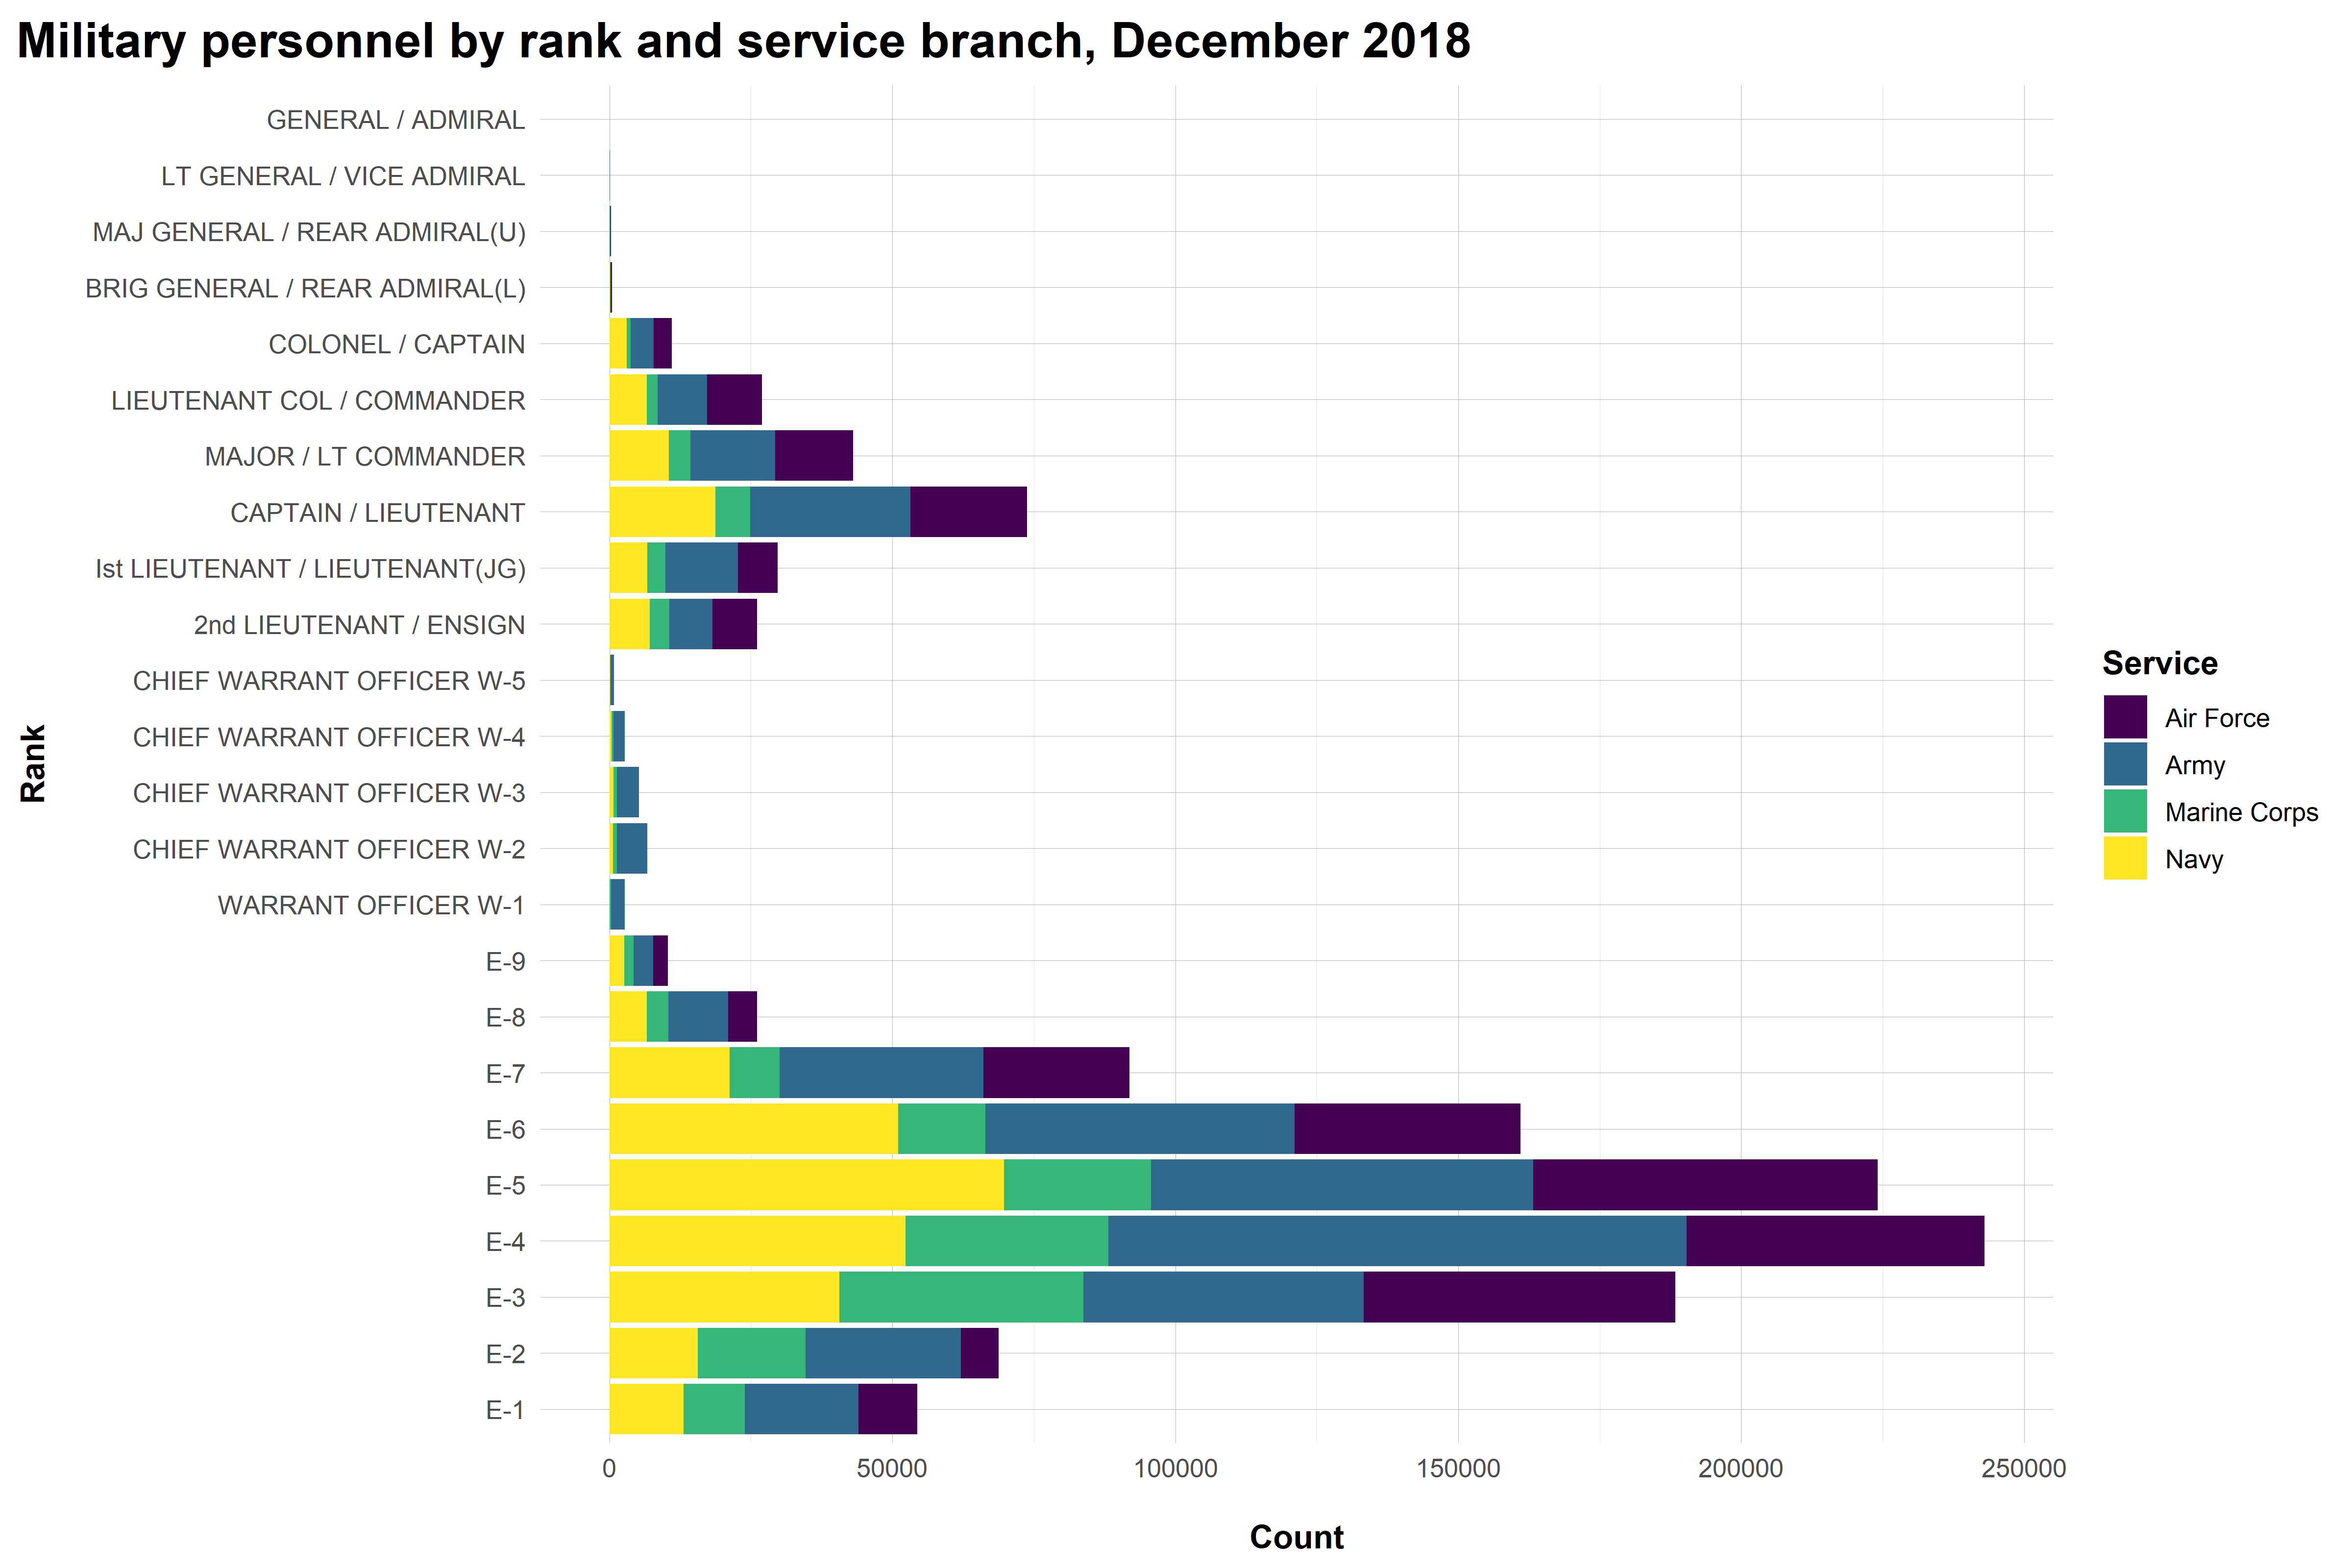 Military personnel by rank and service branch, December 2018
GENERAL / ADMIRAL
LT GENERAL / VICE ADMIRAL
MAJ GENERAL / REAR ADMIRAL(U)
BRIG GENERAL / REAR ADMIRAL(L)
COLONEL / CAPTAIN
LIEUTENANT COL / COMMANDER
MAJOR / LT COMMANDER
CAPTAIN / LIEUTENANT
Ist LIEUTENANT / LIEUTENANT(JG)
2nd LIEUTENANT / ENSIGN
CHIEF WARRANT OFFICER W-5
CHIEF WARRANT OFFICER W-4
CHIEF WARRANT OFFICER W-3
CHIEF WARRANT OFFICER W-2
WARRANT OFFICER W-1
E-9
E-8
E-7
E-6
E-5
E-4
E-3
E-2
E-1
Rank
0 50000 100000 150000 200000 250000
Count
Service
Air Force
Army
Marine Corps
Navy